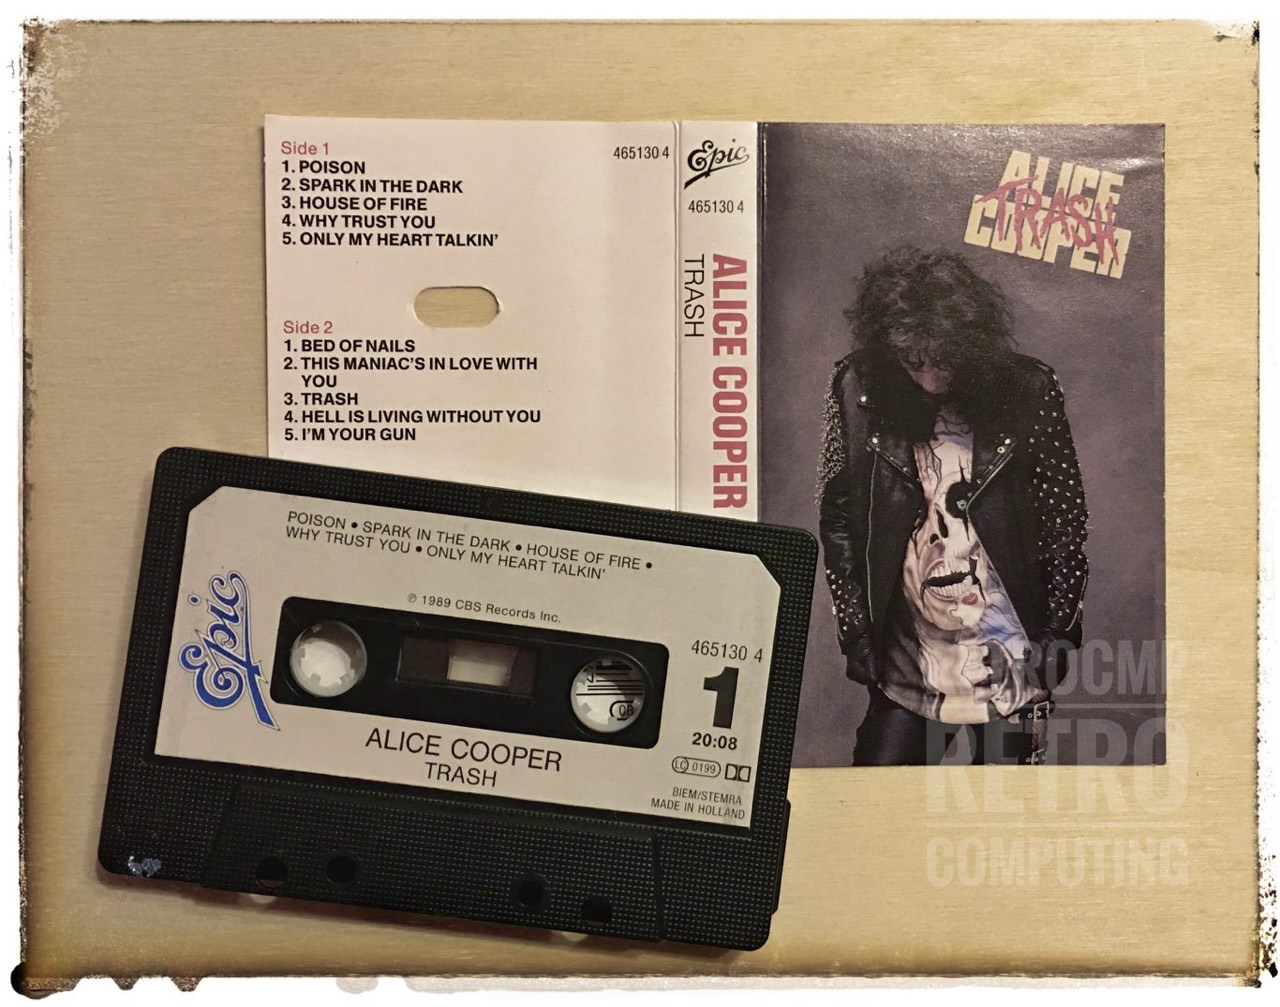 Side 1
1. POISON
2. SPARK IN THE DARK
3. HOUSE OF FIRE
4. WHY TRUST YOU
5. ONLY MY HEART TALKIN'
465130 4
Side 2
1. BED OF NAILS
2. THIS MANIAC'S IN LOVE WITH
YOU
3. TRASH
4. HELL IS LIVING WITHOUT YOU
5. I'M YOUR GUN
Epic
465130 4
ALICE COOPER
TRASH
ALICE
COOPER
TRASH
POISON • SPARK IN THE DARK • HOUSE OF FIRE •
WHY TRUST YOU • ONLY MY HEART TALKIN'
℗ 1989 CBS Records Inc.
Epic
465130 4
1
20:08
LC 0199
ALICE COOPER
TRASH
BIEM/STEMRA
MADE IN HOLLAND
RETROCMP
RETRO
COMPUTING